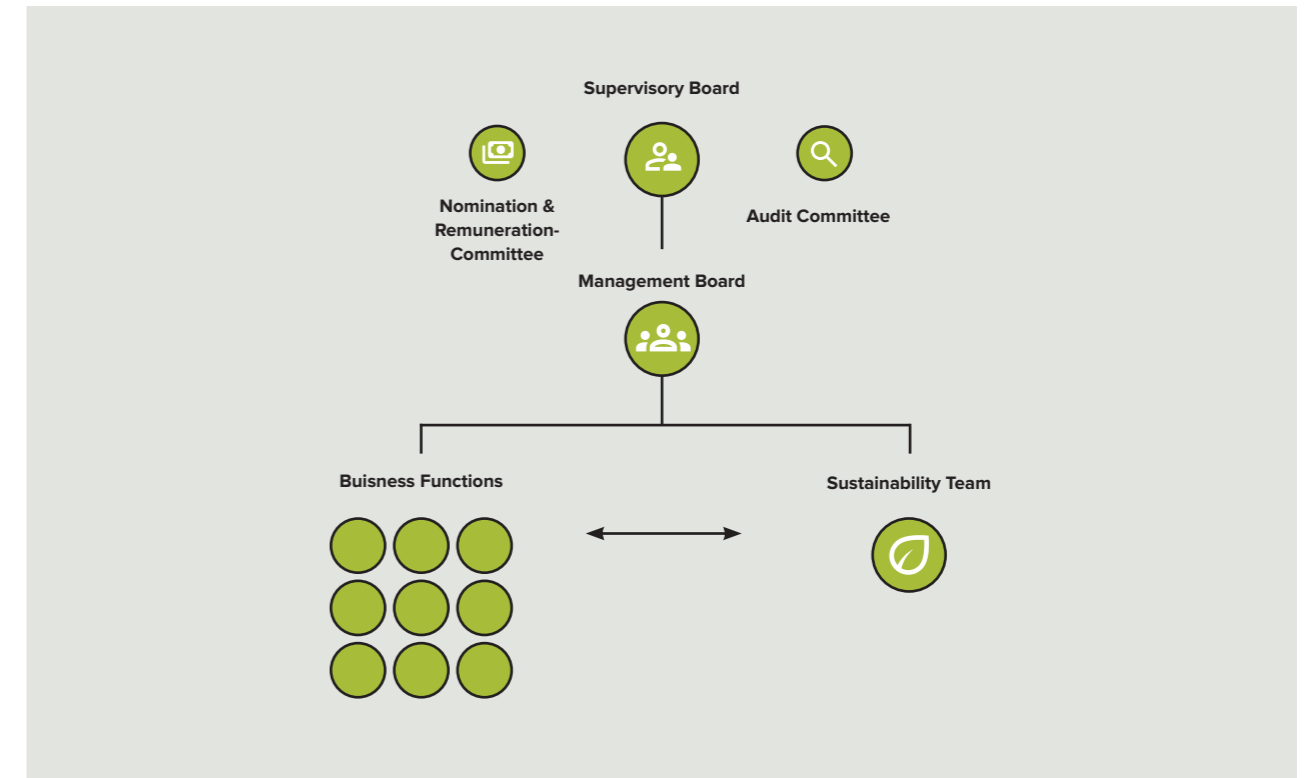 Supervisory Board
Nomination &
Remuneration-
Committee
Audit Committee
Management Board
Buisness Functions
Sustainability Team